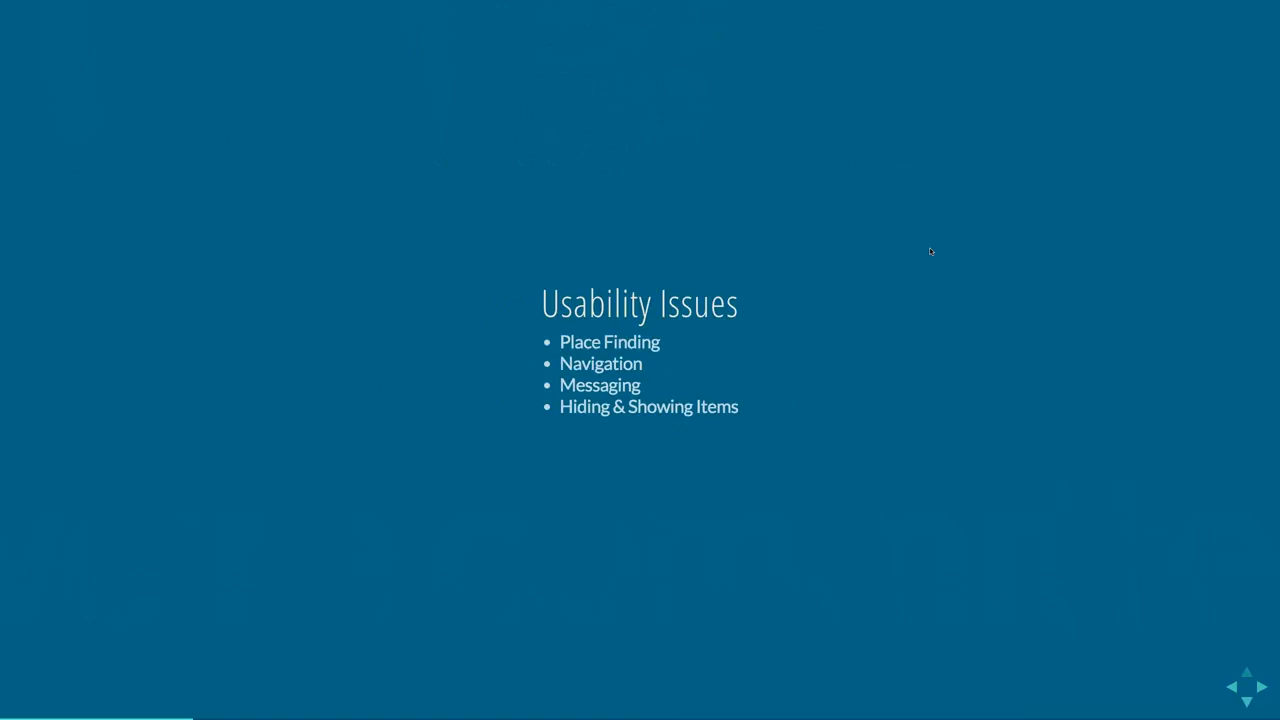 Usability Issues
• Place Finding
• Navigation
• Messaging
• Hiding & Showing Items